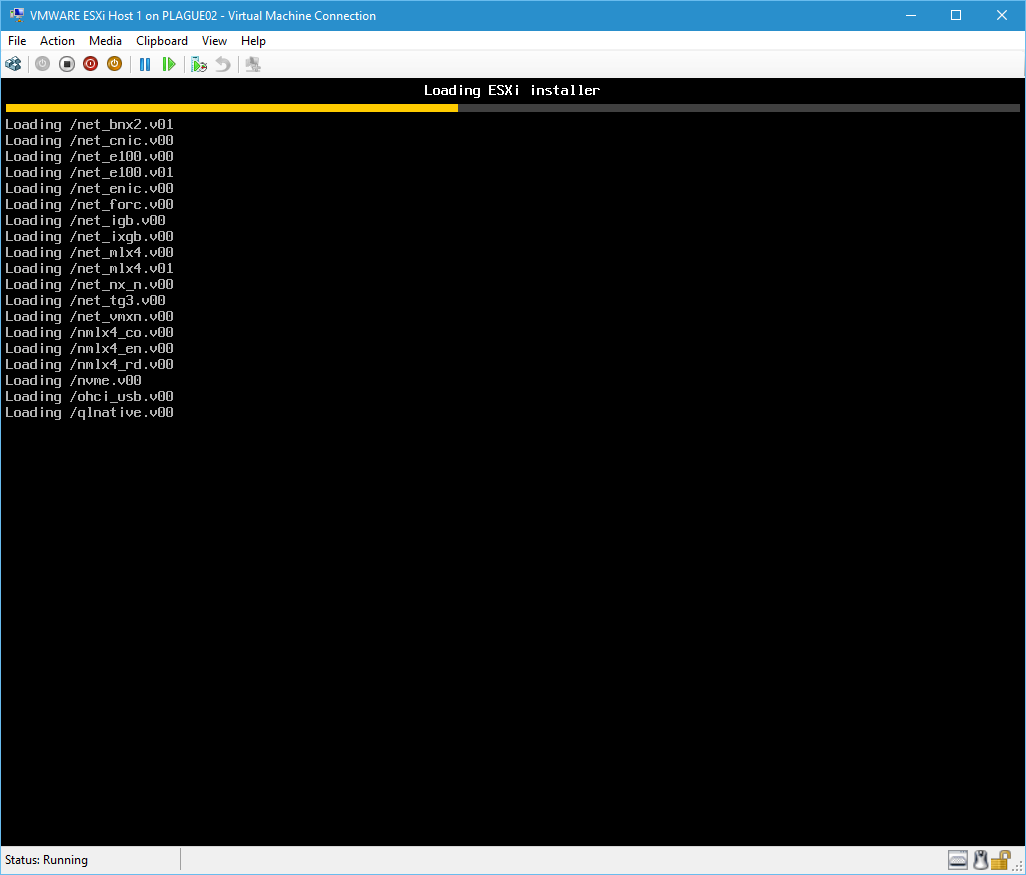 VMWARE ESXi Host 1 on PLAGUE02 - Virtual Machine Connection
File Action Media Clipboard View Help
Loading ESXi installer
Loading /net_bnx2.v01
Loading /net_cnic.v00
Loading /net_e100.v00
Loading /net_e100.v01
Loading /net_enic.v00
Loading /net_forc.v00
Loading /net_igb.v00
Loading /net_ixgb.v00
Loading /net_mlx4.v00
Loading /net_mlx4.v01
Loading /net_nx_n.v00
Loading /net_tg3.v00
Loading /net_vmxn.v00
Loading /nmlx4_co.v00
Loading /nmlx4_en.v00
Loading /nmlx4_rd.v00
Loading /nvme.v00
Loading /ohci_usb.v00
Loading /qlnative.v00
Status: Running